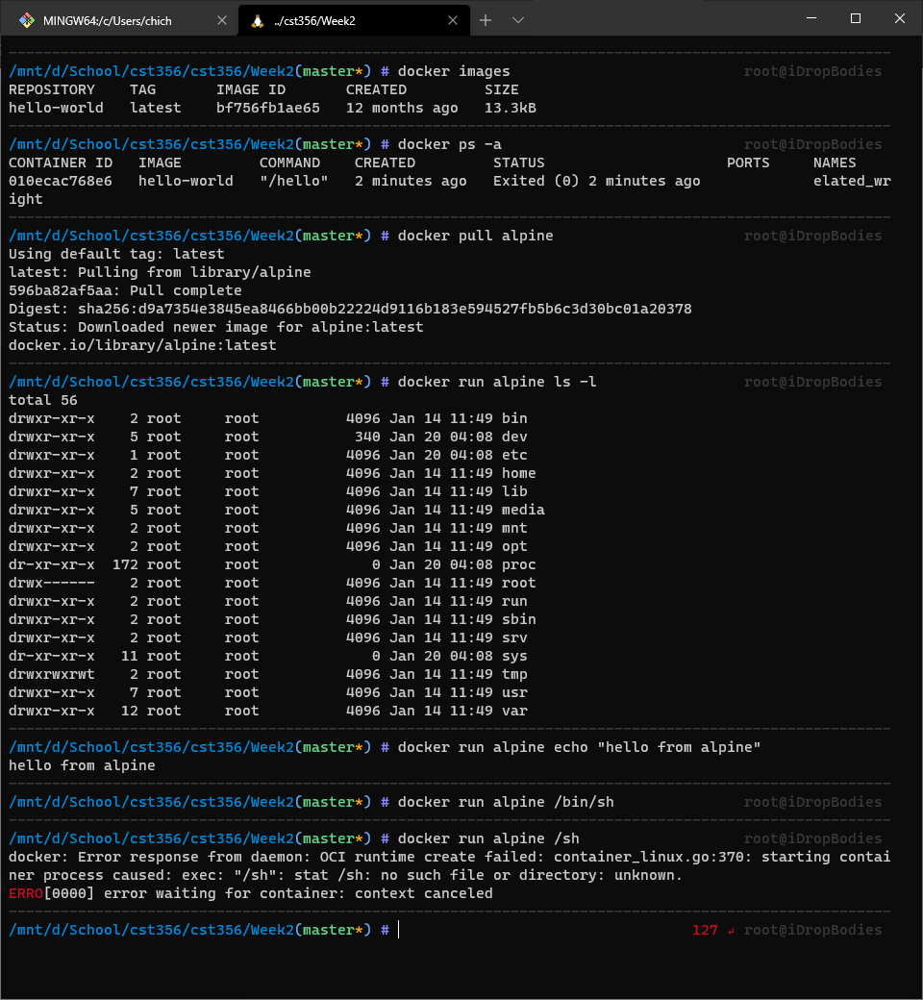 MINGW64:/c/Users/chich
../cst356/Week2
/mnt/d/School/cst356/cst356/Week2(master*) # docker images root@iDropBodies
REPOSITORY TAG IMAGE ID CREATED SIZE
hello-world latest bf756fb1ae65 12 months ago 13.3kB
/mnt/d/School/cst356/cst356/Week2(master*) # docker ps -a root@iDropBodies
CONTAINER ID IMAGE COMMAND CREATED STATUS PORTS NAMES
010ecac768e6 hello-world "/hello" 2 minutes ago Exited (0) 2 minutes ago elated_wr
ight
/mnt/d/School/cst356/cst356/Week2(master*) # docker pull alpine root@iDropBodies
Using default tag: latest
latest: Pulling from library/alpine
596ba82af5aa: Pull complete
Digest: sha256:d9a7354e3845ea8466bb00b22224d9116b183e594527fb5b6c3d30bc01a20378
Status: Downloaded newer image for alpine:latest
docker.io/library/alpine:latest
/mnt/d/School/cst356/cst356/Week2(master*) # docker run alpine ls -l root@iDropBodies
total 56
drwxr-xr-x 2 root root 4096 Jan 14 11:49 bin
drwxr-xr-x 5 root root 340 Jan 20 04:08 dev
drwxr-xr-x 1 root root 4096 Jan 20 04:08 etc
drwxr-xr-x 2 root root 4096 Jan 14 11:49 home
drwxr-xr-x 7 root root 4096 Jan 14 11:49 lib
drwxr-xr-x 5 root root 4096 Jan 14 11:49 media
drwxr-xr-x 2 root root 4096 Jan 14 11:49 mnt
drwxr-xr-x 2 root root 4096 Jan 14 11:49 opt
dr-xr-xr-x 172 root root 0 Jan 20 04:08 proc
drwx------ 2 root root 4096 Jan 14 11:49 root
drwxr-xr-x 2 root root 4096 Jan 14 11:49 run
drwxr-xr-x 2 root root 4096 Jan 14 11:49 sbin
drwxr-xr-x 2 root root 4096 Jan 14 11:49 srv
dr-xr-xr-x 11 root root 0 Jan 20 04:08 sys
drwxrwxrwt 2 root root 4096 Jan 14 11:49 tmp
drwxr-xr-x 7 root root 4096 Jan 14 11:49 usr
drwxr-xr-x 12 root root 4096 Jan 14 11:49 var
/mnt/d/School/cst356/cst356/Week2(master*) # docker run alpine echo "hello from alpine"
hello from alpine
/mnt/d/School/cst356/cst356/Week2(master*) # docker run alpine /bin/sh root@iDropBodies
/mnt/d/School/cst356/cst356/Week2(master*) # docker run alpine /sh root@iDropBodies
docker: Error response from daemon: OCI runtime create failed: container_linux.go:370: starting contai
ner process caused: exec: "/sh": stat /sh: no such file or directory: unknown.
ERRO[0000] error waiting for container: context canceled
/mnt/d/School/cst356/cst356/Week2(master*) # 127 ↵ root@iDropBodies